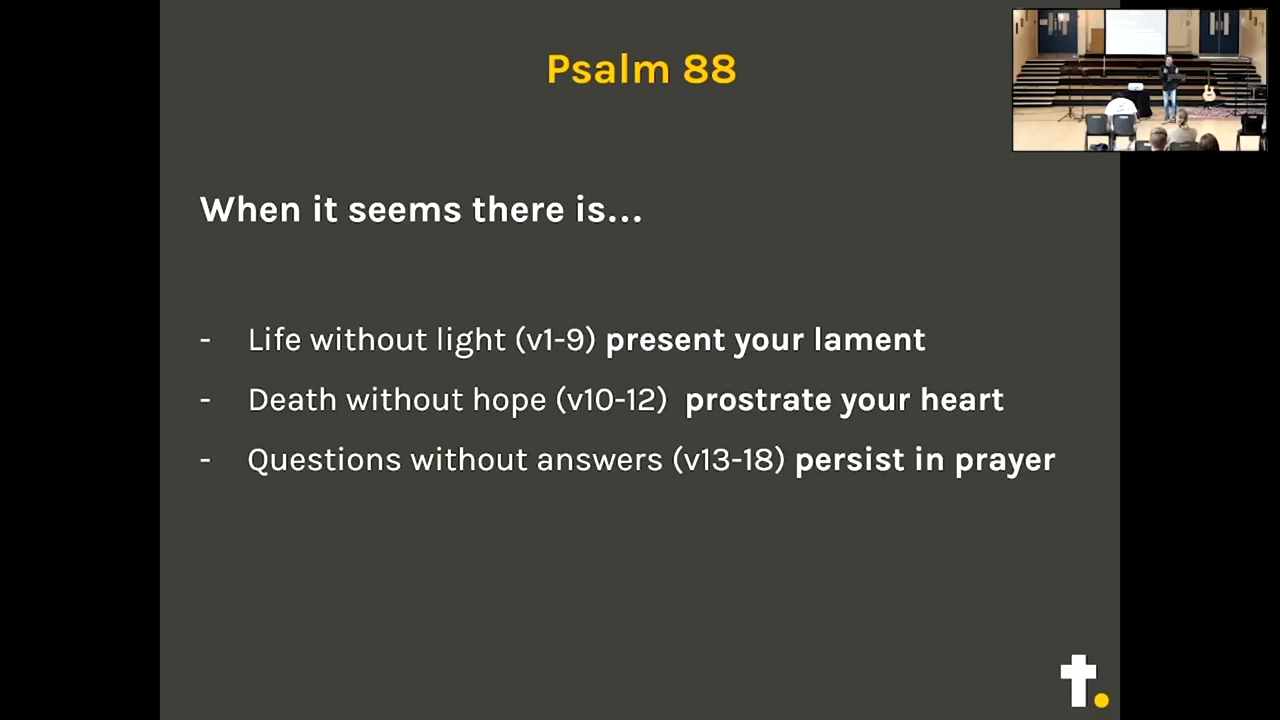 Psalm 88
When it seems there is...
- Life without light (v1-9) present your lament
- Death without hope (v10-12)  prostrate your heart
- Questions without answers (v13-18) persist in prayer